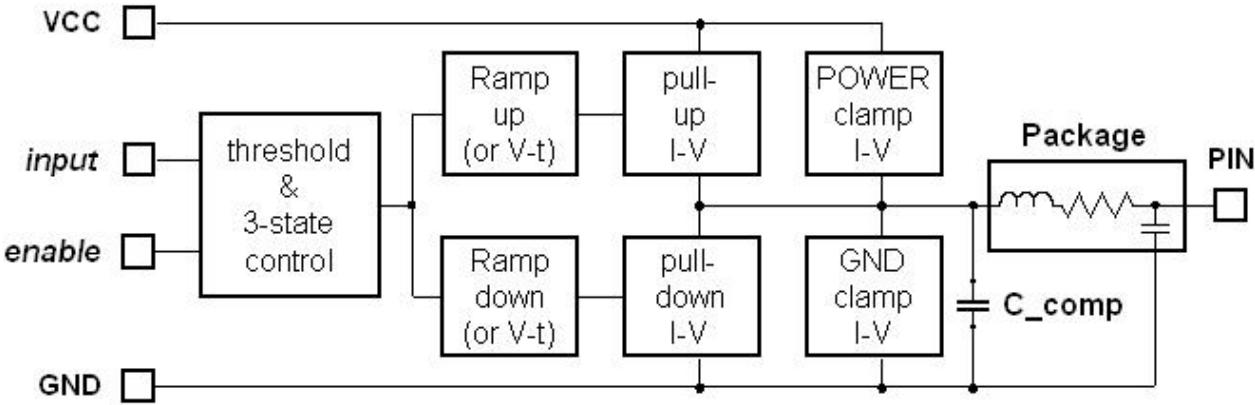 VCC
input
enable
GND
threshold
&
3-state
control
Ramp
up
(or V-t)
Ramp
down
(or V-t)
pull-
up
I-V
pull-
down
I-V
POWER
clamp
I-V
GND
clamp
I-V
C_comp
Package
PIN